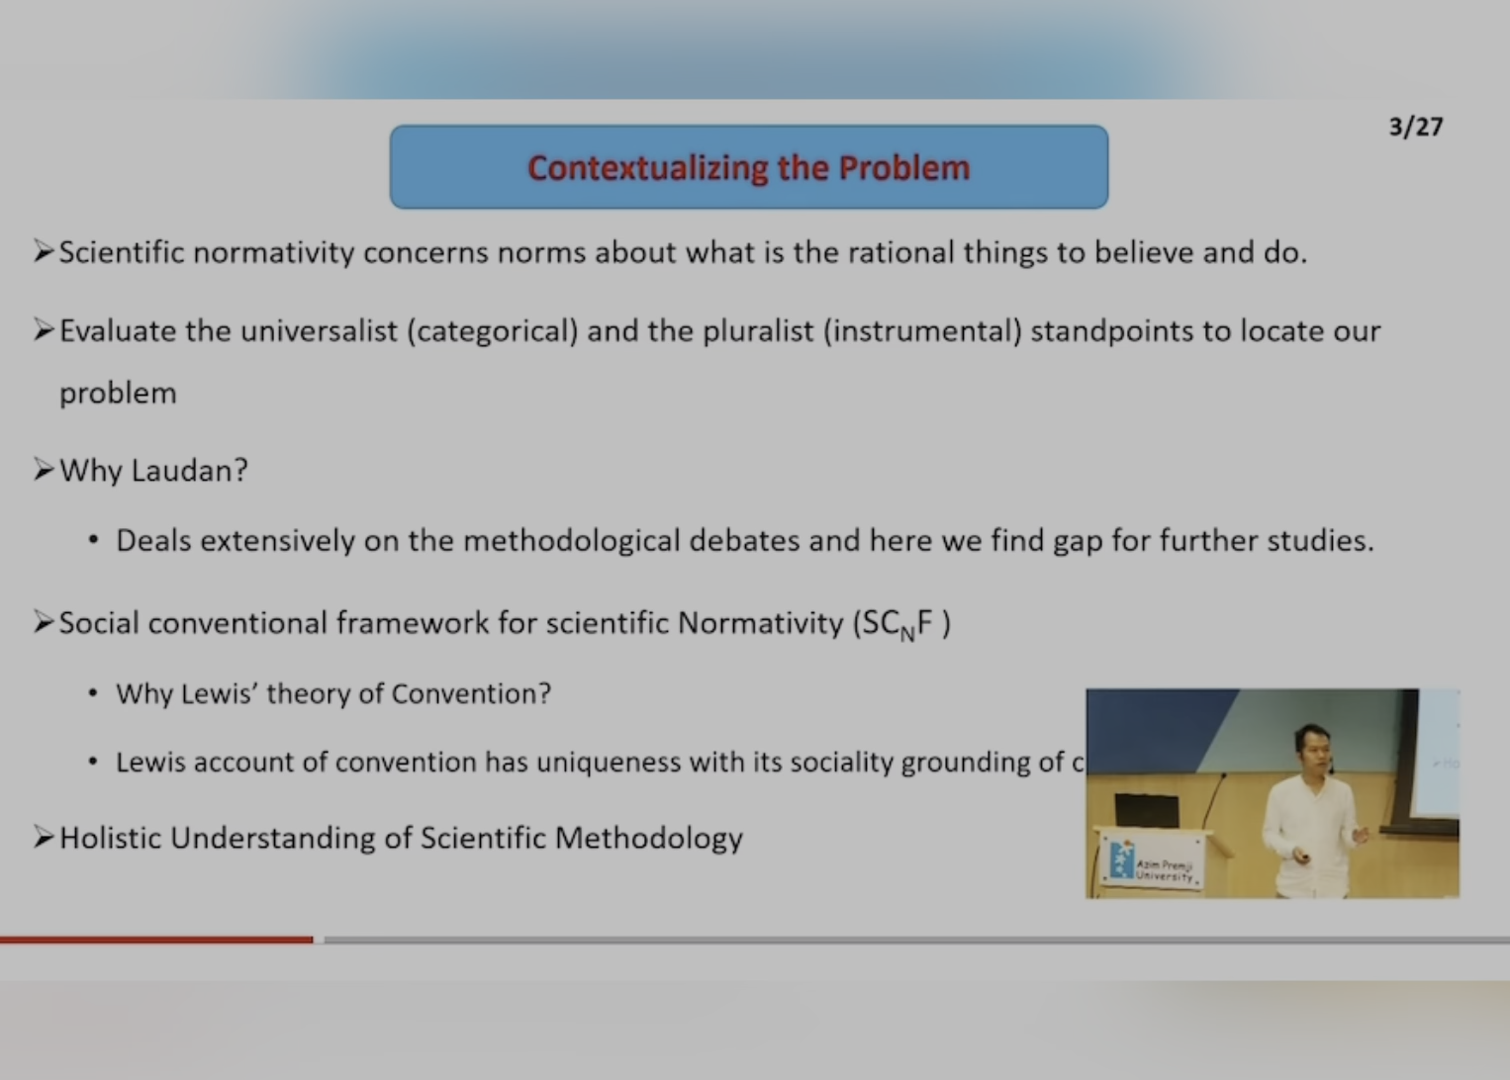 3/27
Contextualizing the Problem
➢Scientific normativity concerns norms about what is the rational things to believe and do.
➢Evaluate the universalist (categorical) and the pluralist (instrumental) standpoints to locate our
problem
➢Why Laudan?
• Deals extensively on the methodological debates and here we find gap for further studies.
➢Social conventional framework for scientific Normativity (SCNF )
• Why Lewis’ theory of Convention?
• Lewis account of convention has uniqueness with its sociality grounding of c
➢Holistic Understanding of Scientific Methodology
Azim Premji
University